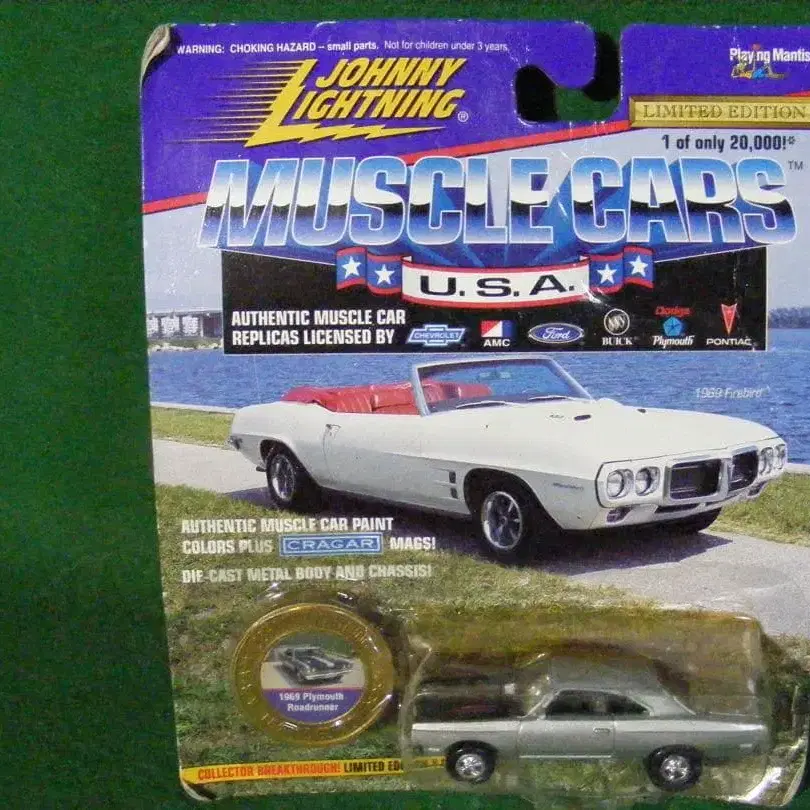 WARNING: CHOKING HAZARD – small parts. Not for children under 3 years
Playing Mantis
JOHNNY
LIGHTNING®
LIMITED EDITION
1 of only 20,000!*
MUSCLE CARS™
U.S.A.
AUTHENTIC MUSCLE CAR
REPLICAS LICENSED BY
CHEVROLET
AMC
Ford
BUICK
Dodge
Plymouth
PONTIAC
1969 Firebird
AUTHENTIC MUSCLE CAR PAINT
COLORS PLUS CRAGAR MAGS!
DIE-CAST METAL BODY AND CHASSIS!
1969 Plymouth
Roadrunner
COLLECTOR BREAKTHROUGH! LIMITED